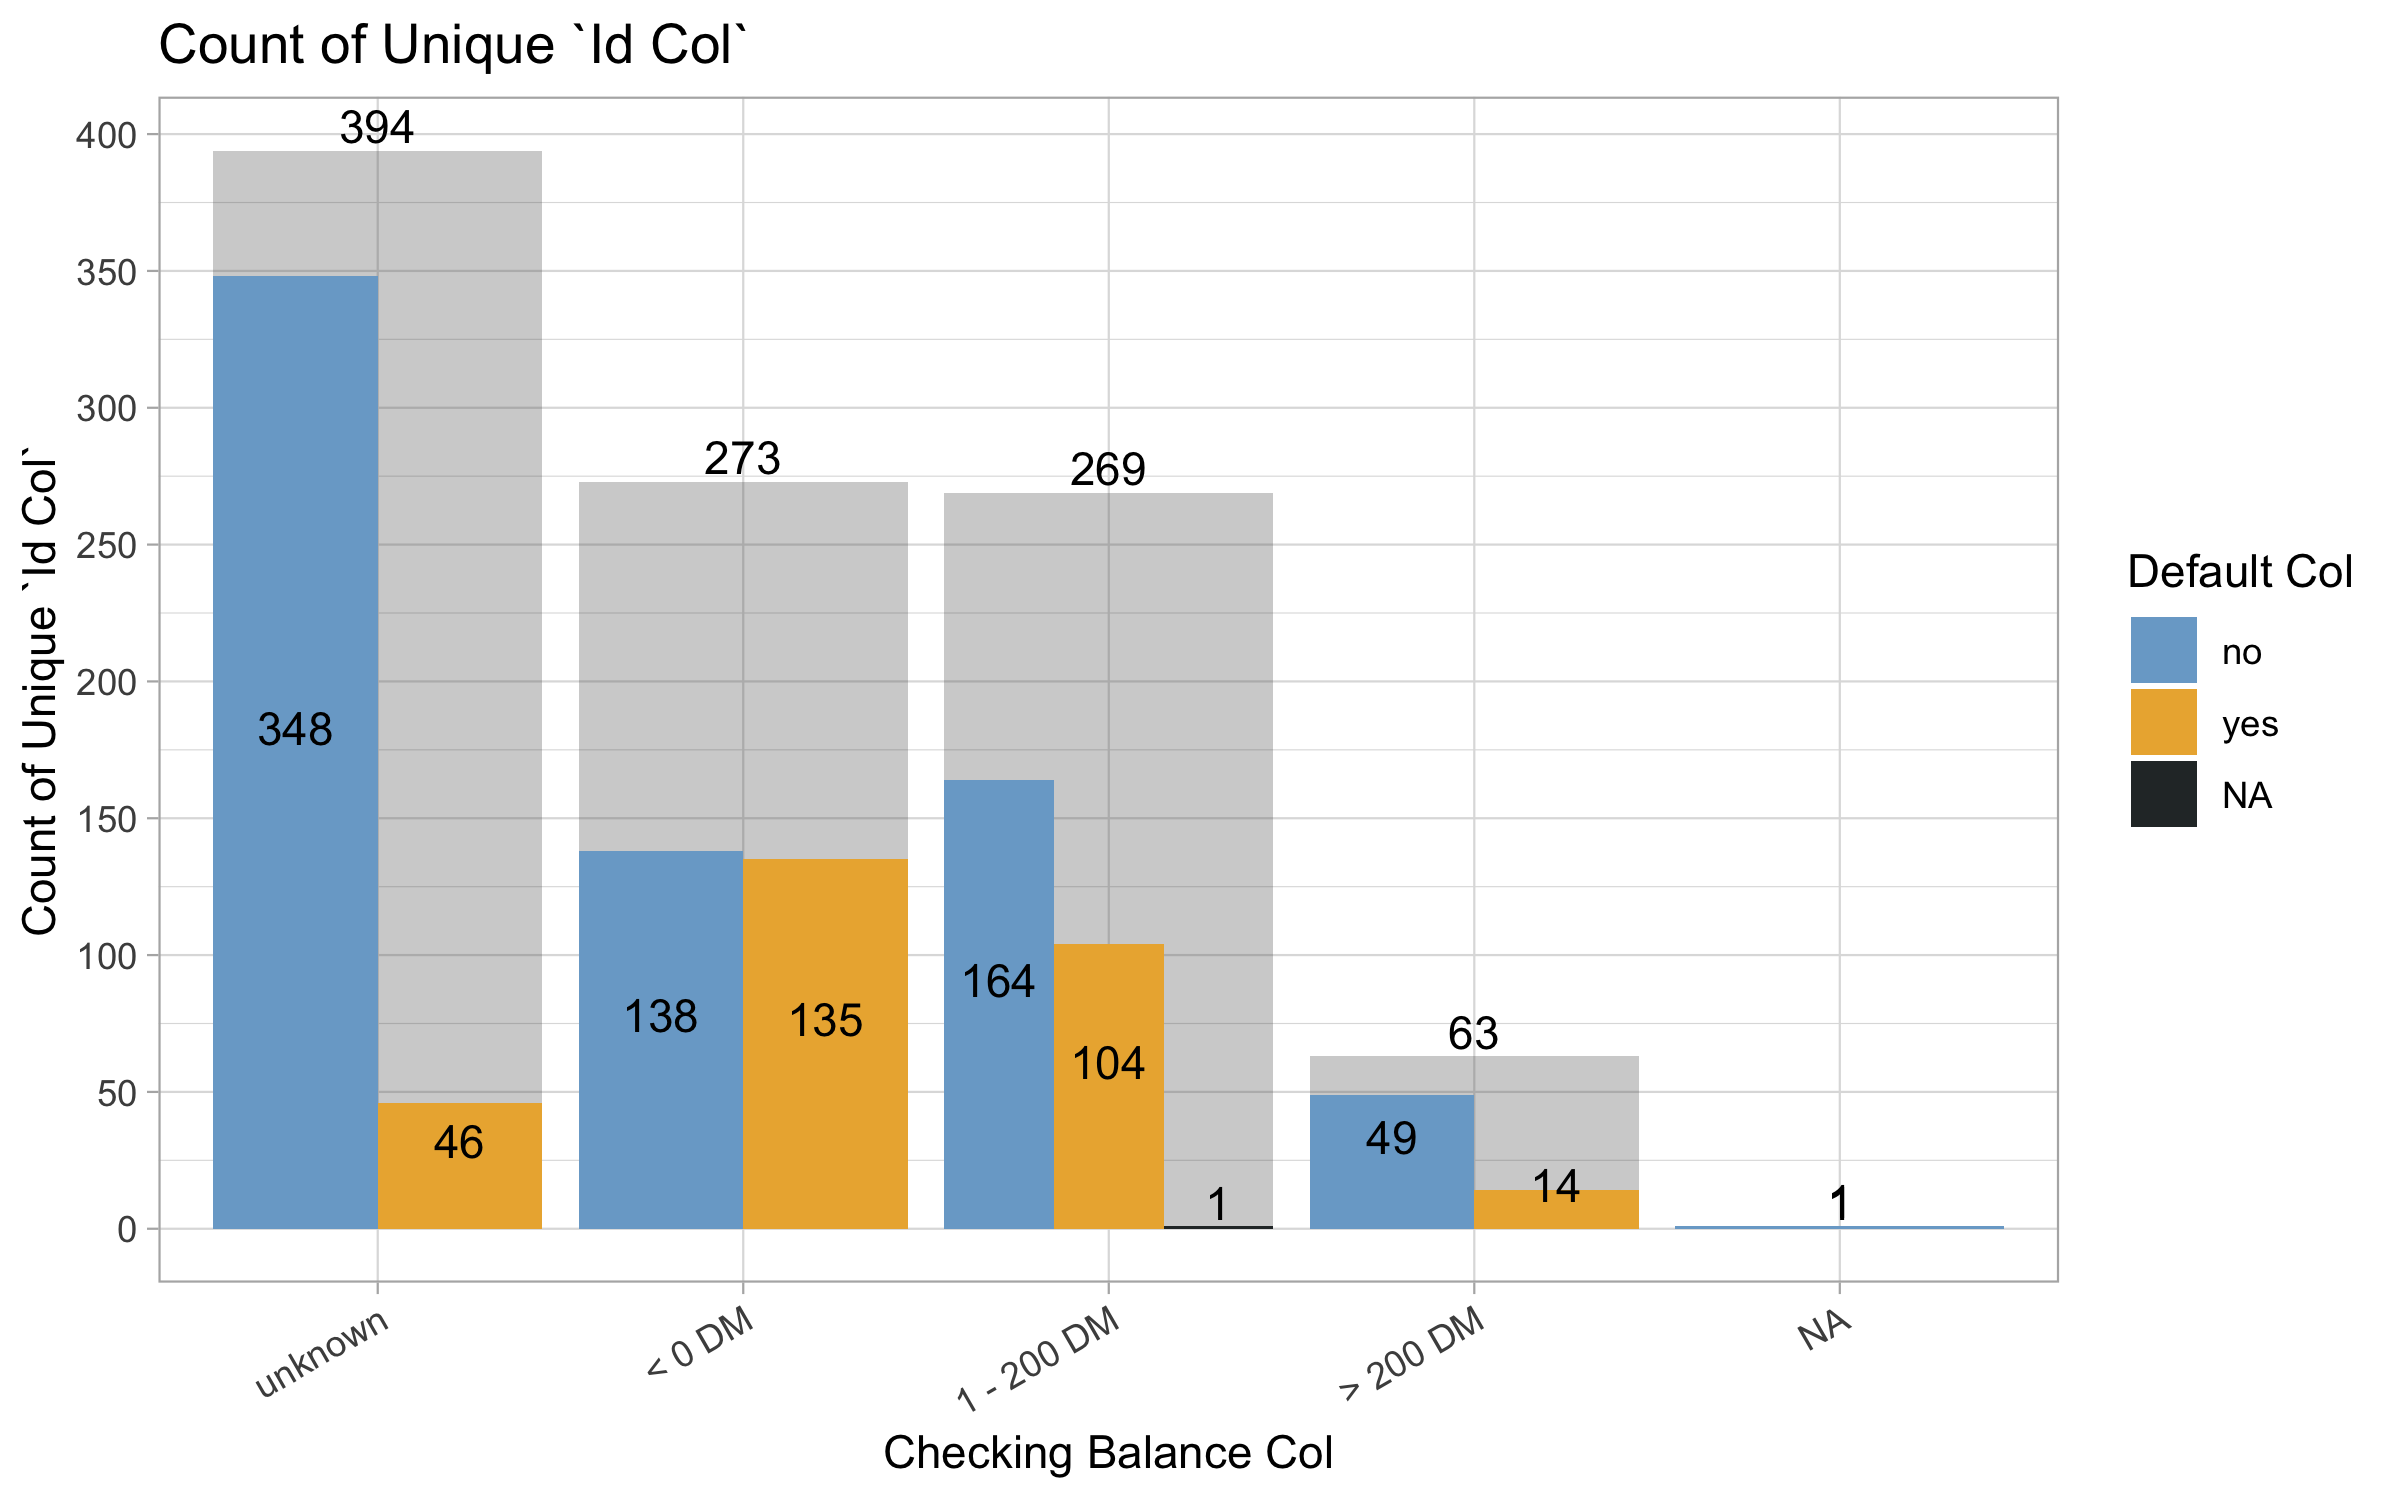 Count of Unique `Id Col`
Count of Unique `Id Col`
400
350
300
250
200
150
100
50
0
394
348
46
273
138
135
269
164
104
1
63
49
14
1
unknown
< 0 DM
1 - 200 DM
> 200 DM
NA
Checking Balance Col
Default Col
no
yes
NA